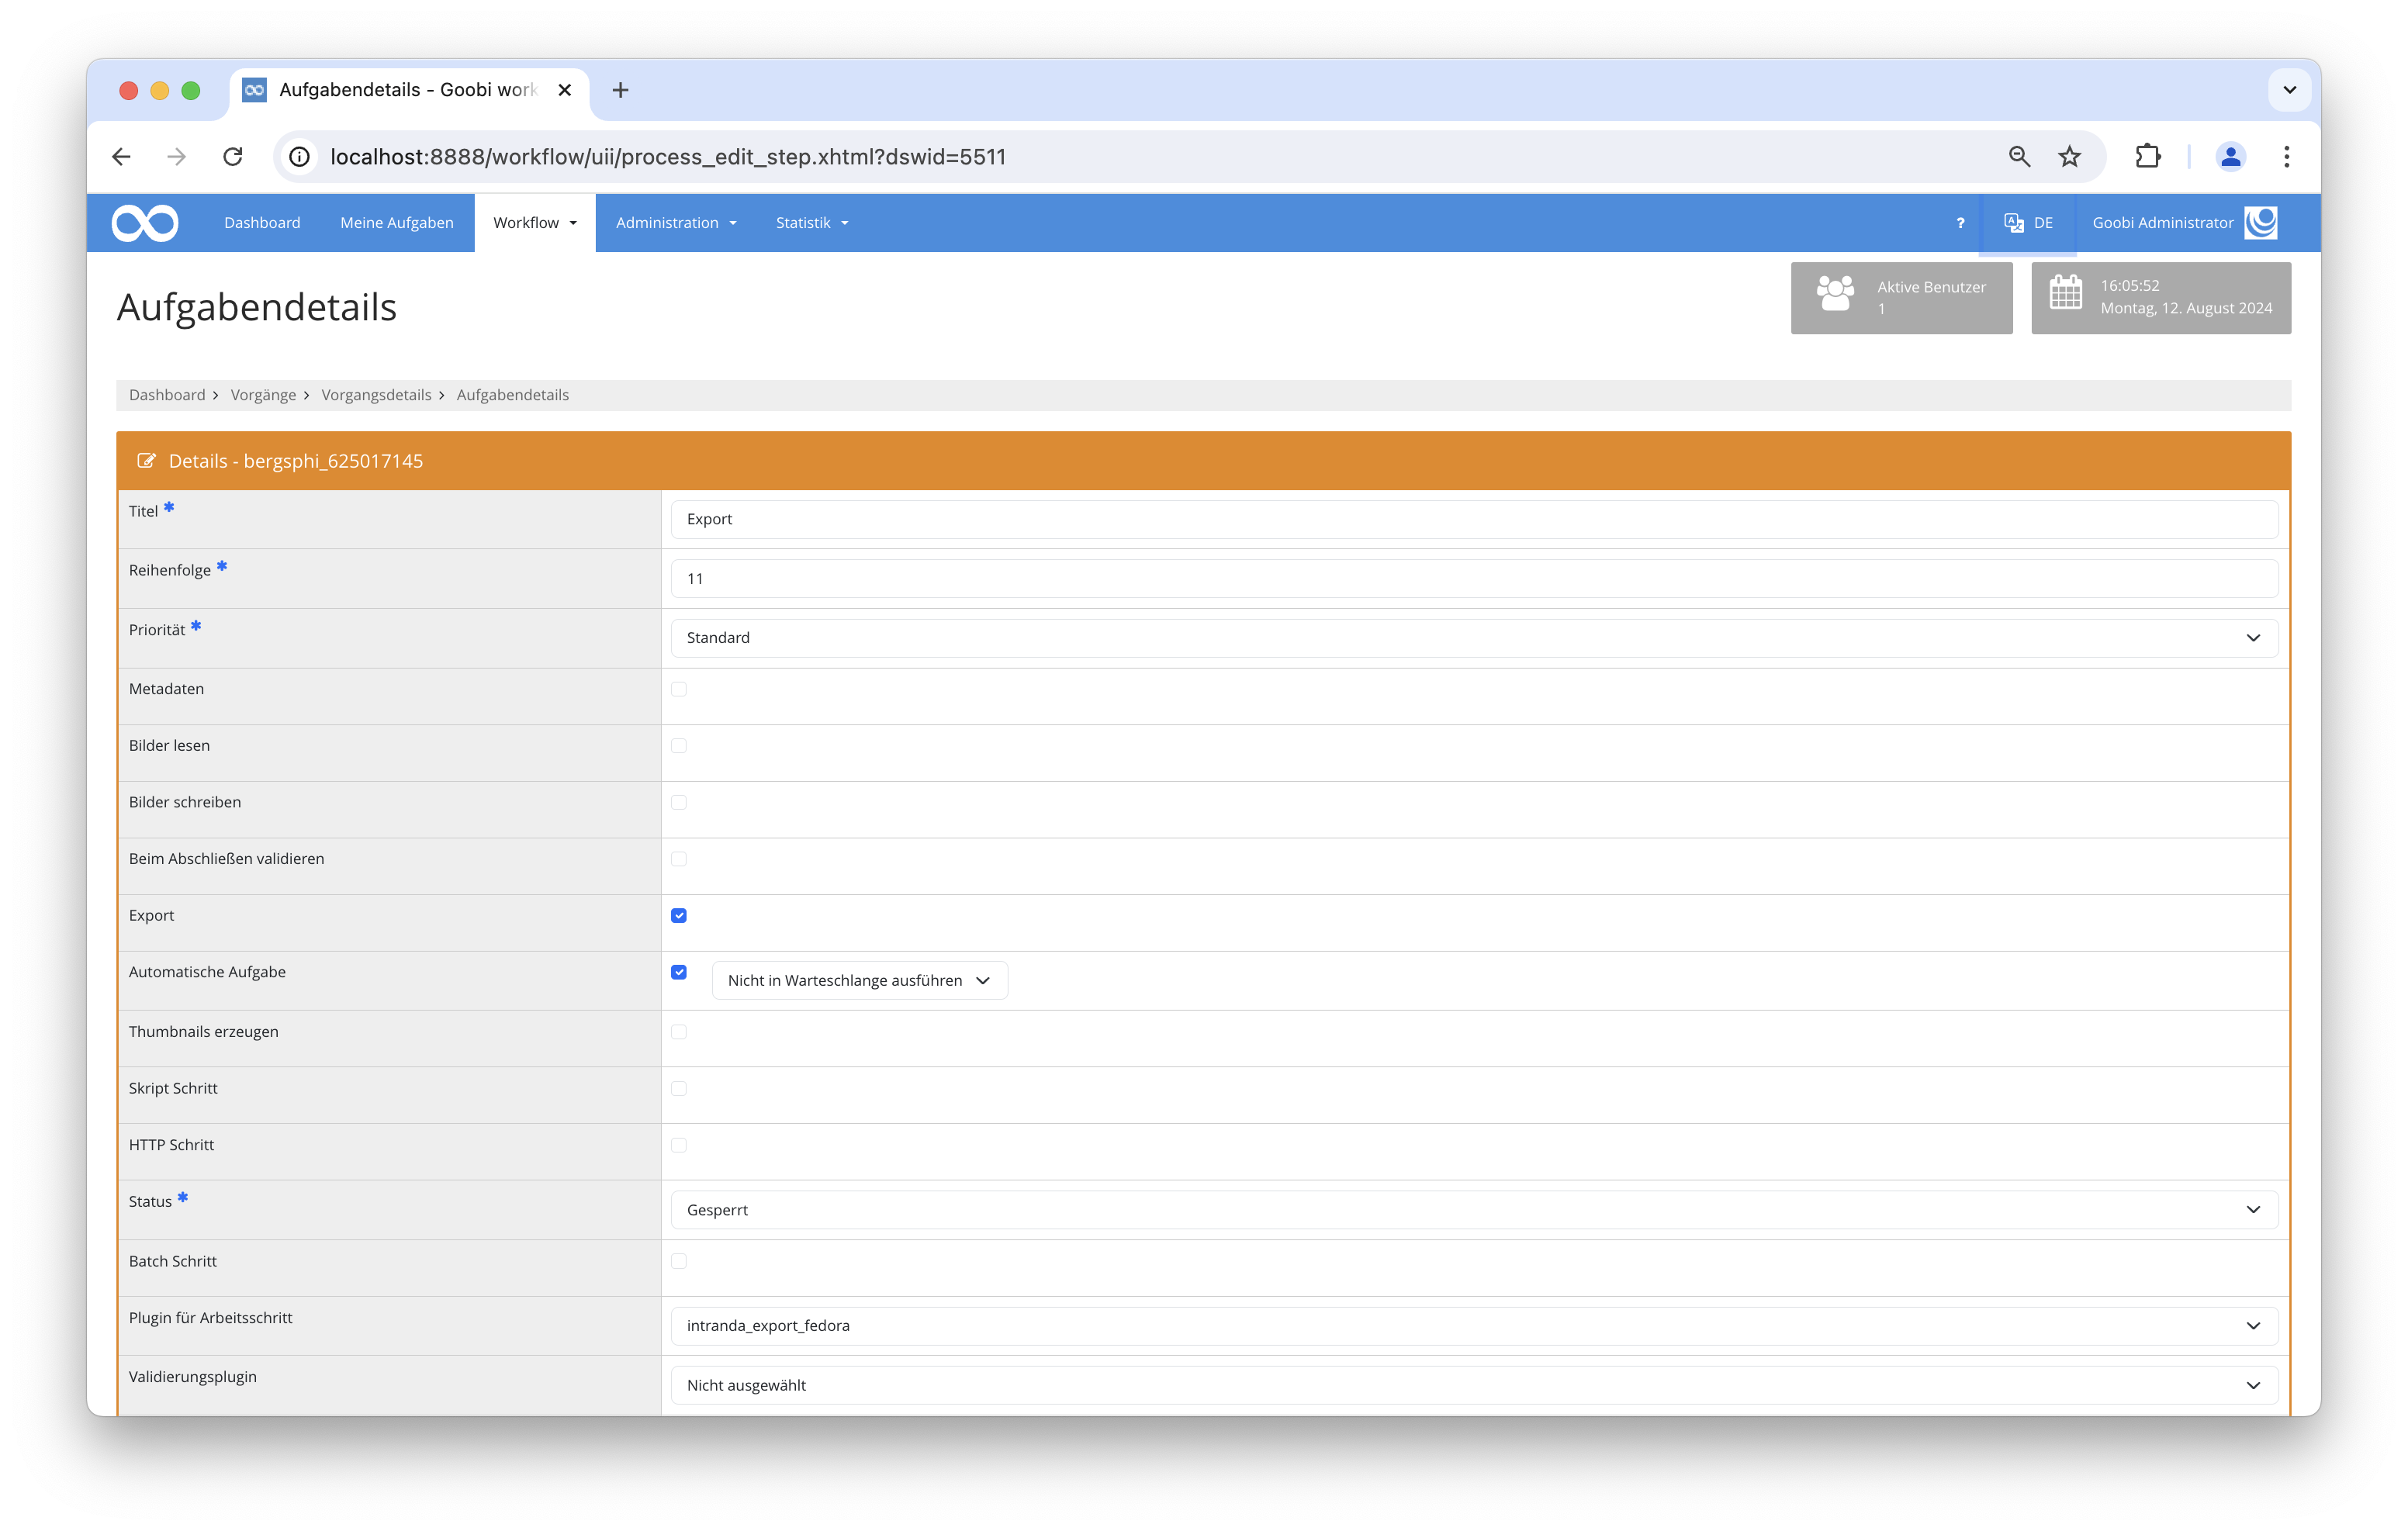 Aufgabendetails - Goobi work
localhost:8888/workflow/uii/process_edit_step.xhtml?dswid=5511
Dashboard Meine Aufgaben Workflow Administration Statistik ? DE Goobi Administrator
Aufgabendetails
Aktive Benutzer
1
16:05:52
Montag, 12. August 2024
Dashboard > Vorgänge > Vorgangsdetails > Aufgabendetails
Details - bergsphi_625017145
Titel * Export
Reihenfolge * 11
Priorität * Standard
Metadaten
Bilder lesen
Bilder schreiben
Beim Abschließen validieren
Export
Automatische Aufgabe Nicht in Warteschlange ausführen
Thumbnails erzeugen
Skript Schritt
HTTP Schritt
Status * Gesperrt
Batch Schritt
Plugin für Arbeitsschritt intranda_export_fedora
Validierungsplugin Nicht ausgewählt